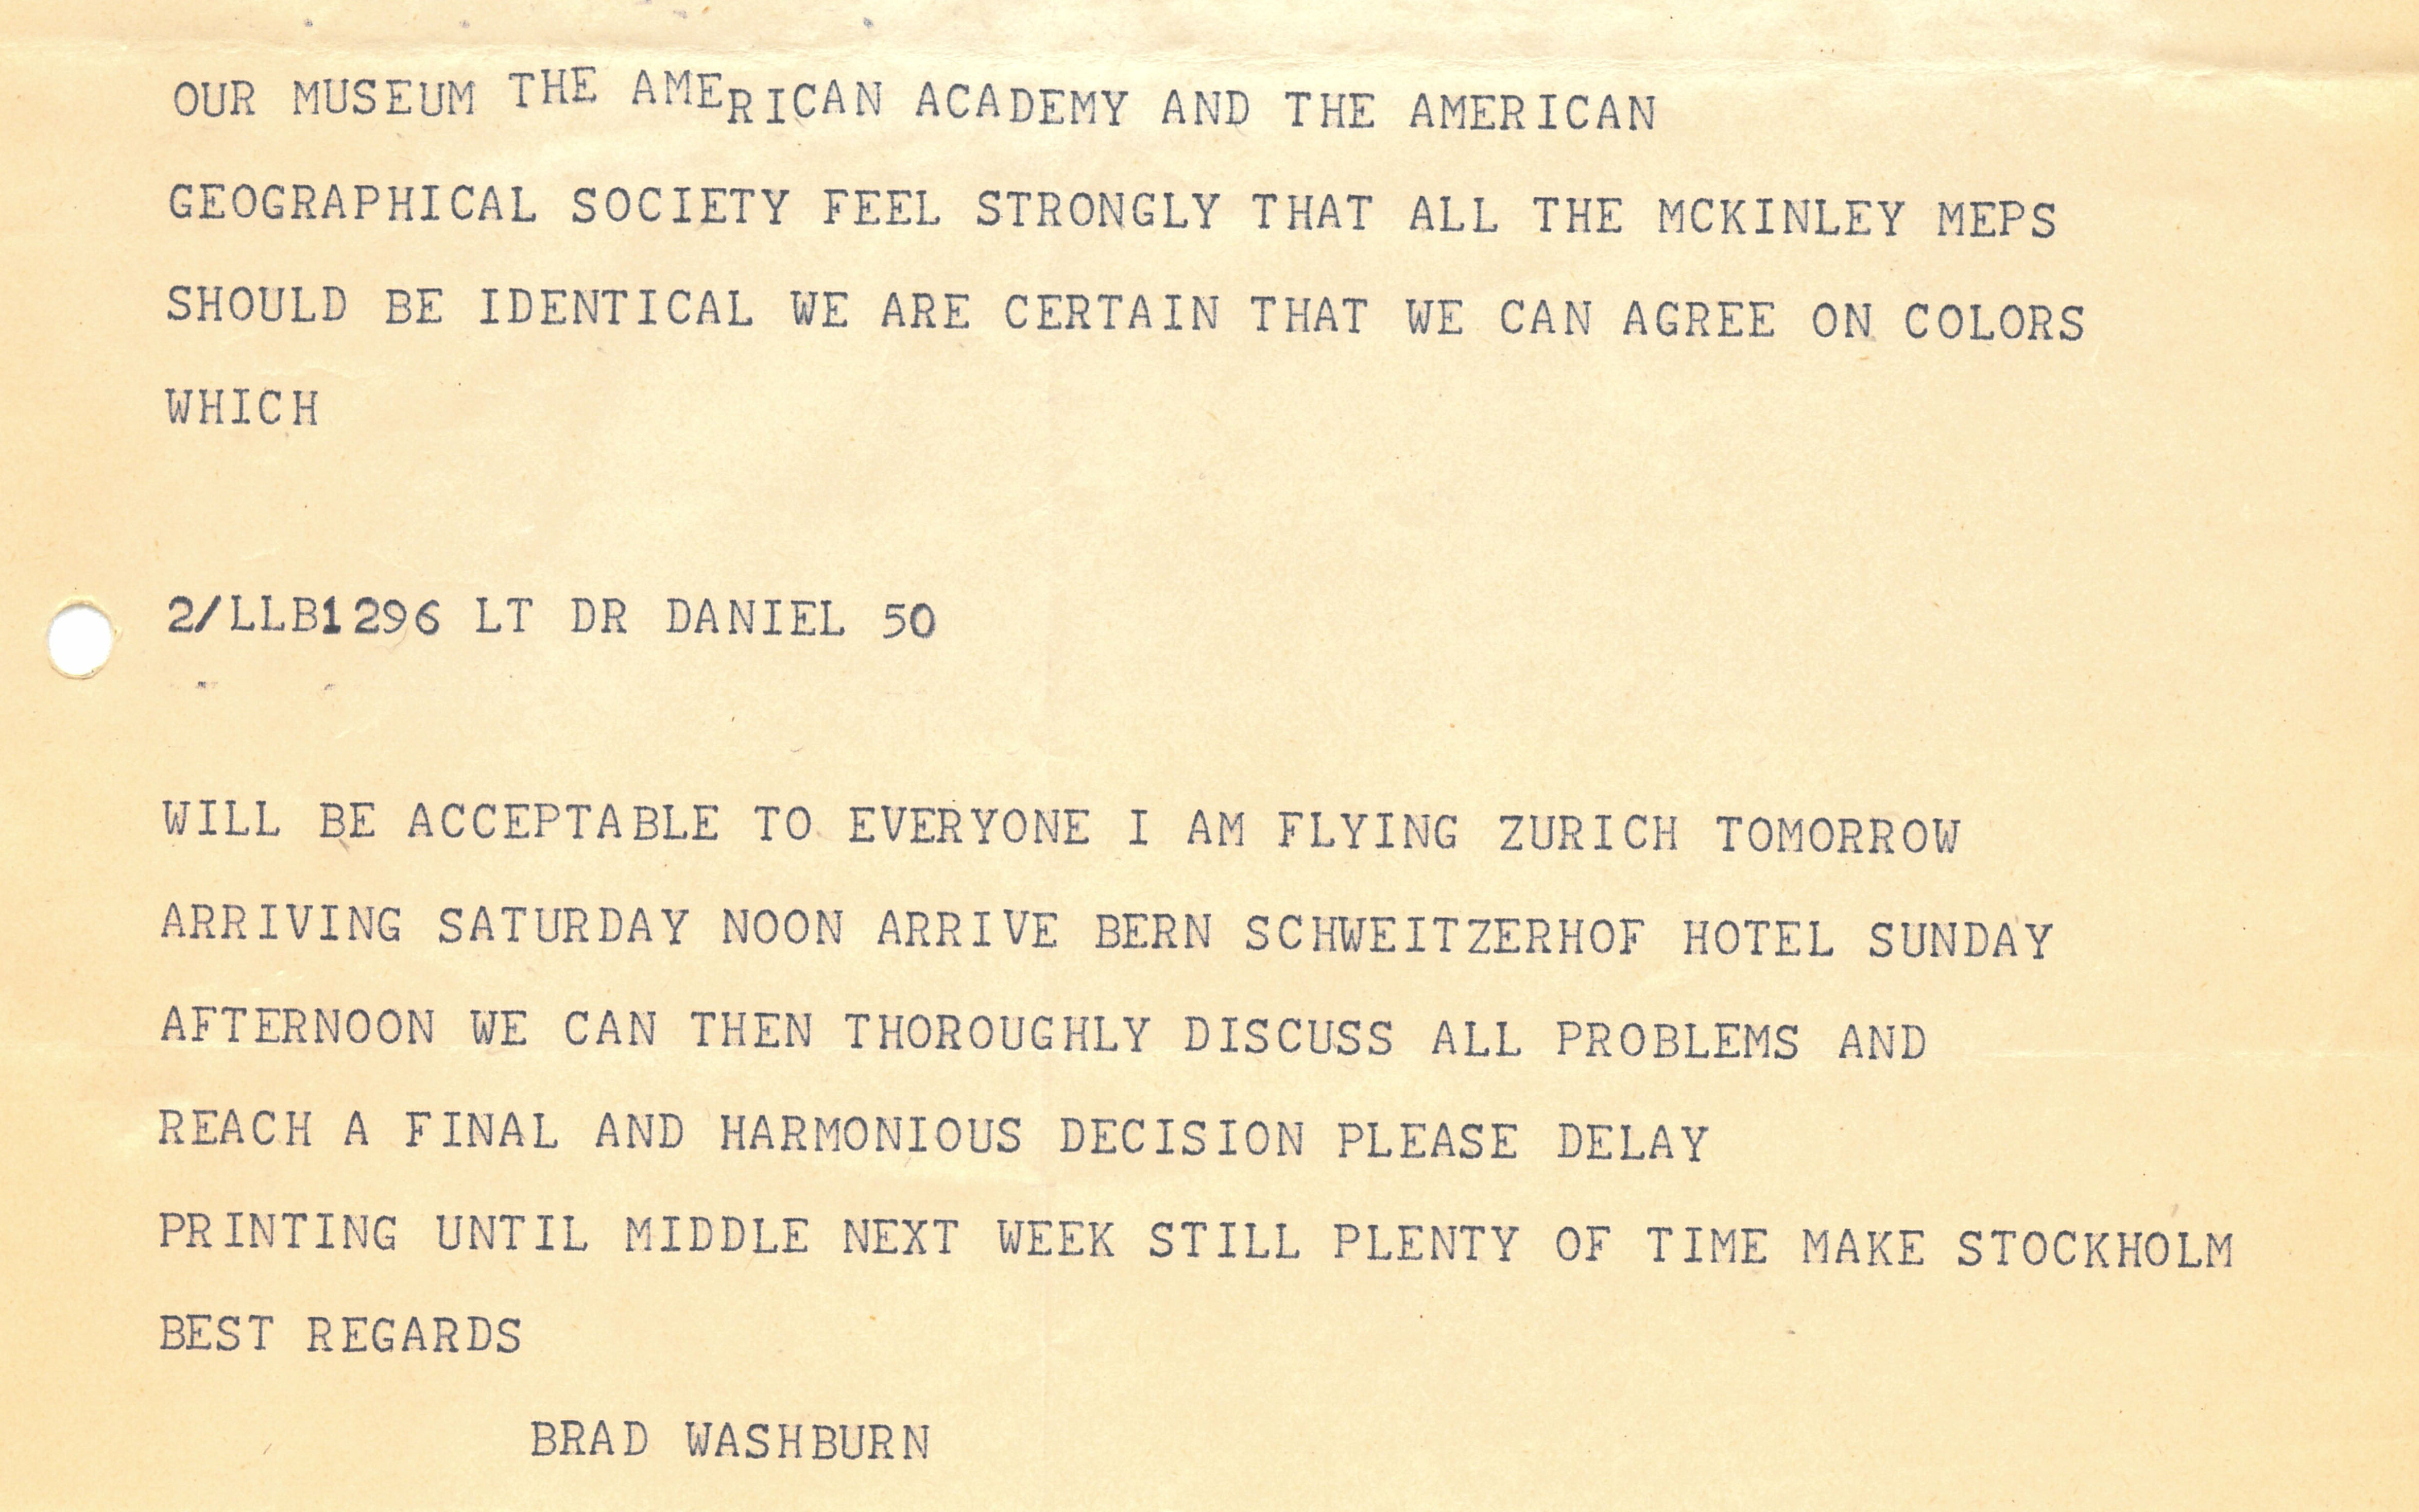 OUR MUSEUM THE AMERICAN ACADEMY AND THE AMERICAN
GEOGRAPHICAL SOCIETY FEEL STRONGLY THAT ALL THE MCKINLEY MEPS
SHOULD BE IDENTICAL WE ARE CERTAIN THAT WE CAN AGREE ON COLORS
WHICH
2/LLB1296 LT DR DANIEL 50
WILL BE ACCEPTABLE TO EVERYONE I AM FLYING ZURICH TOMORROW
ARRIVING SATURDAY NOON ARRIVE BERN SCHWEITZERHOF HOTEL SUNDAY
AFTERNOON WE CAN THEN THOROUGHLY DISCUSS ALL PROBLEMS AND
REACH A FINAL AND HARMONIOUS DECISION PLEASE DELAY
PRINTING UNTIL MIDDLE NEXT WEEK STILL PLENTY OF TIME MAKE STOCKHOLM
BEST REGARDS
BRAD WASHBURN